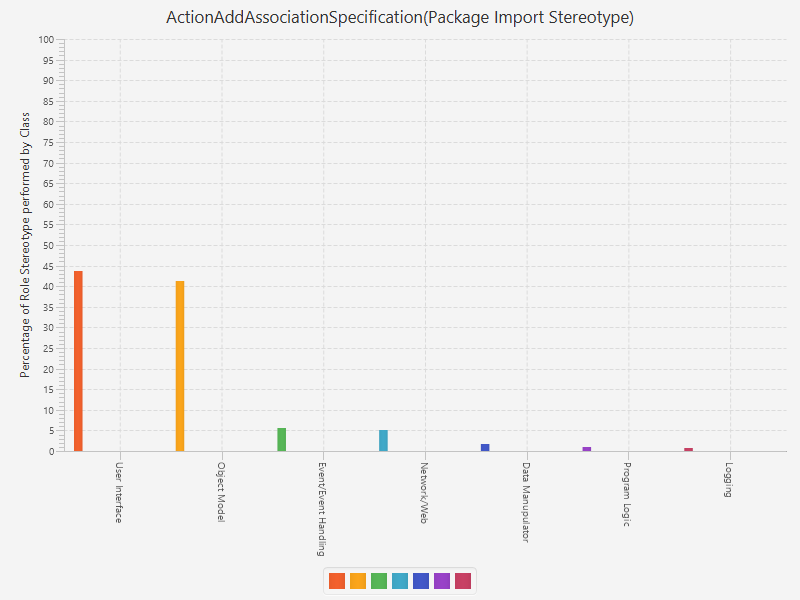 ActionAddAssociationSpecification(Package Import Stereotype)
Percentage of Role Stereotype performed by Class
100
95
90
85
80
75
70
65
60
55
50
45
40
35
30
25
20
15
10
5
0
User Interface
Object Model
Event/Event Handling
Network/Web
Data Manupulator
Program Logic
Logging